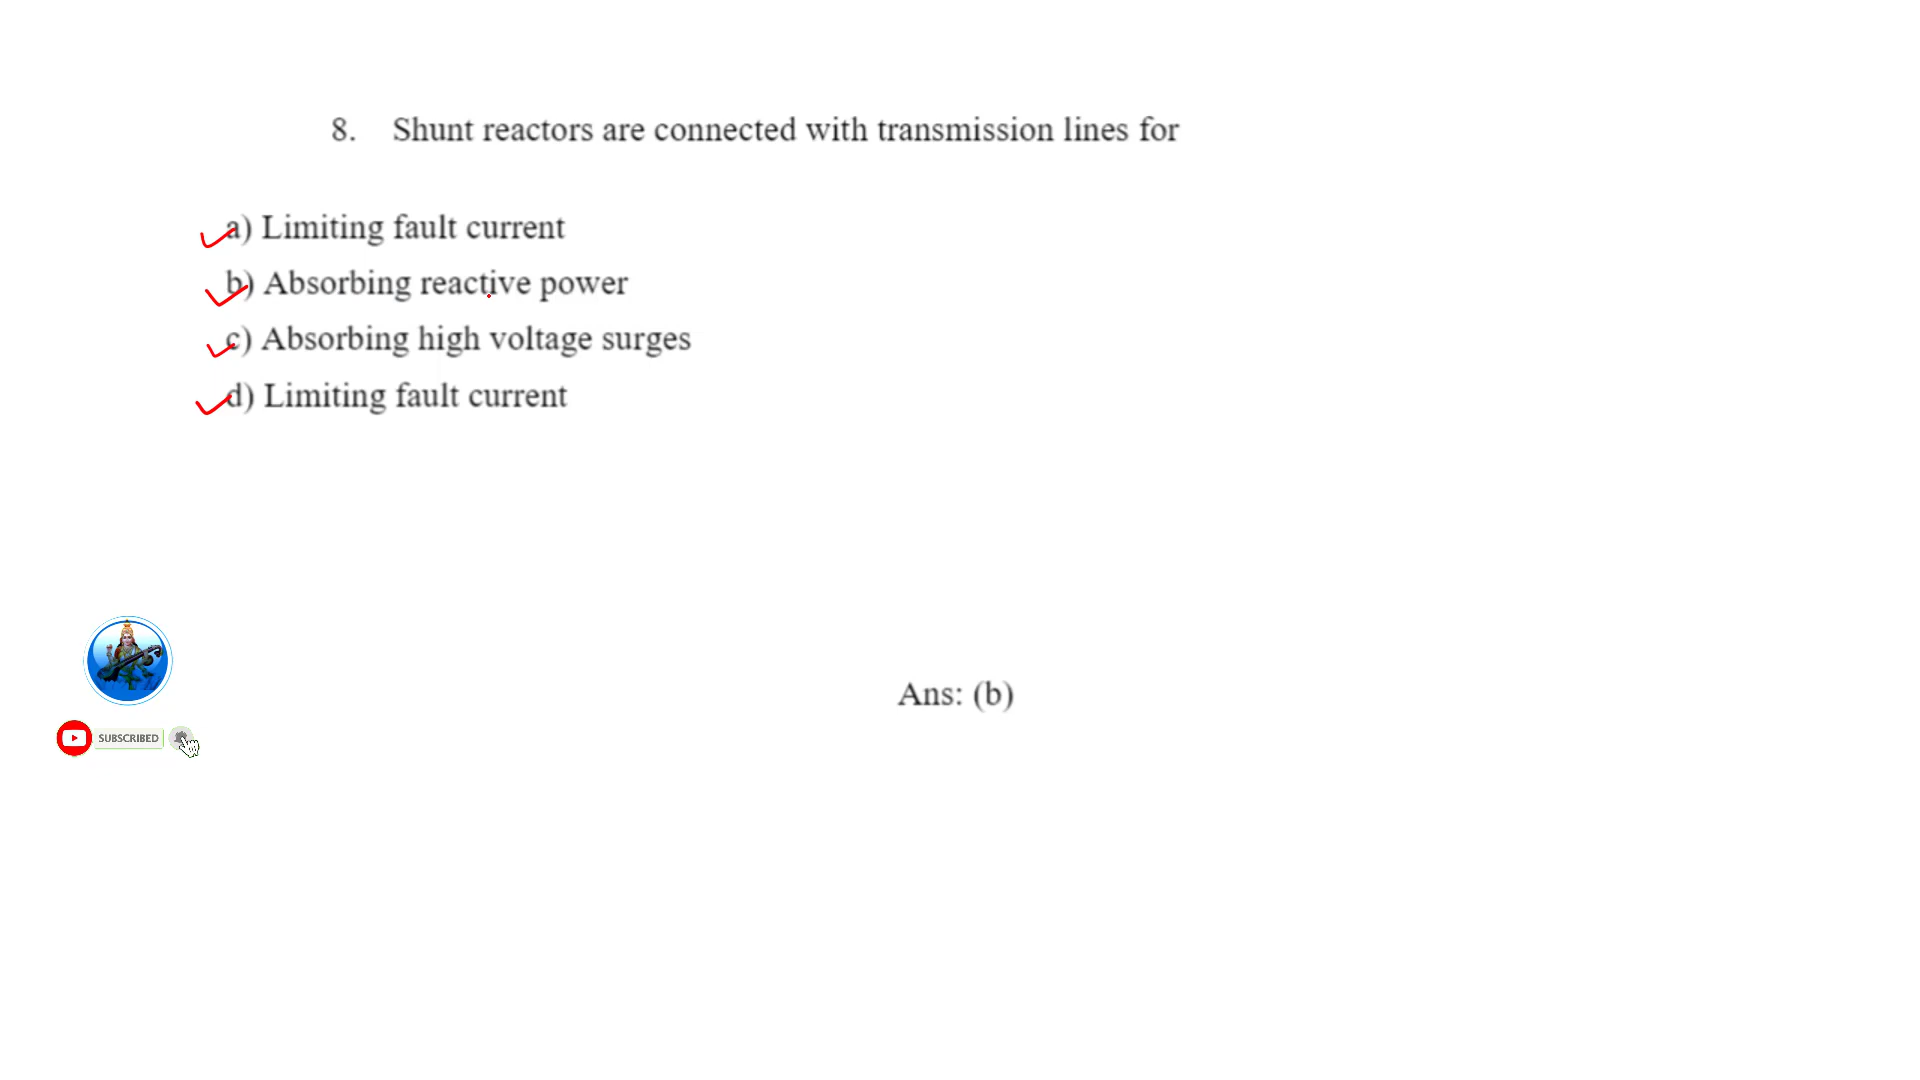 8. Shunt reactors are connected with transmission lines for
a) Limiting fault current
b) Absorbing reactive power
c) Absorbing high voltage surges
d) Limiting fault current
Ans: (b)
SUBSCRIBED